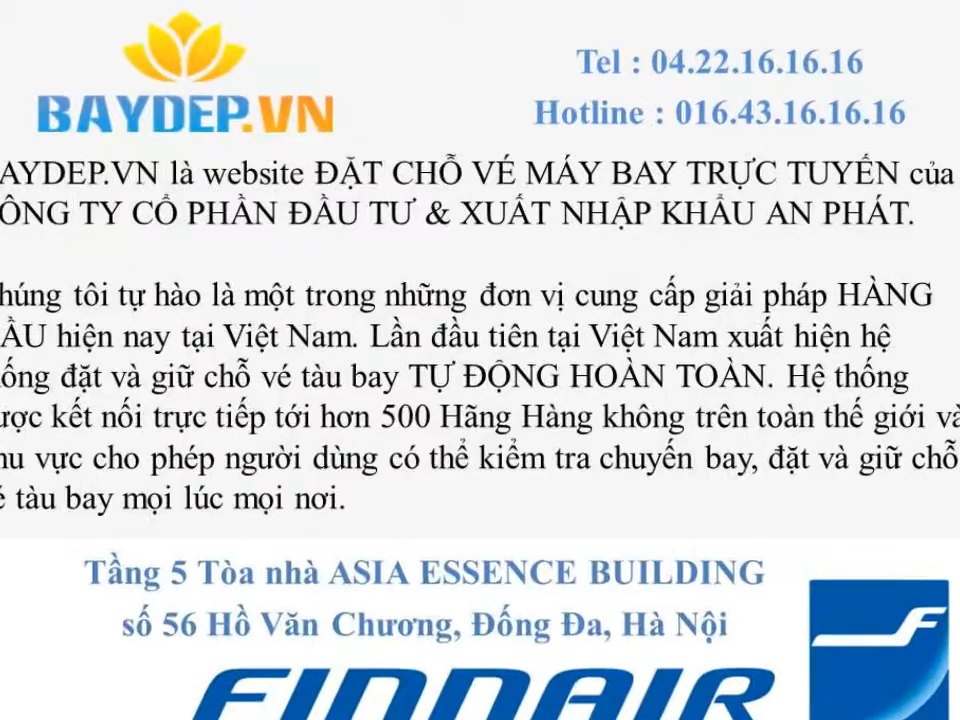 BAYDEP.VN
Tel : 04.22.16.16.16
Hotline : 016.43.16.16.16
AYDEP.VN là website ĐẶT CHỖ VÉ MÁY BAY TRỰC TUYẾN của
ÔNG TY CỔ PHẦN ĐẦU TƯ & XUẤT NHẬP KHẨU AN PHÁT.
húng tôi tự hào là một trong những đơn vị cung cấp giải pháp HÀNG
ẦU hiện nay tại Việt Nam. Lần đầu tiên tại Việt Nam xuất hiện hệ
ống đặt và giữ chỗ vé tàu bay TỰ ĐỘNG HOÀN TOÀN. Hệ thống
ược kết nối trực tiếp tới hơn 500 Hãng Hàng không trên toàn thế giới và
hu vực cho phép người dùng có thể kiểm tra chuyến bay, đặt và giữ chỗ
é tàu bay mọi lúc mọi nơi.
Tầng 5 Tòa nhà ASIA ESSENCE BUILDING
số 56 Hồ Văn Chương, Đống Đa, Hà Nội
FINNAIR